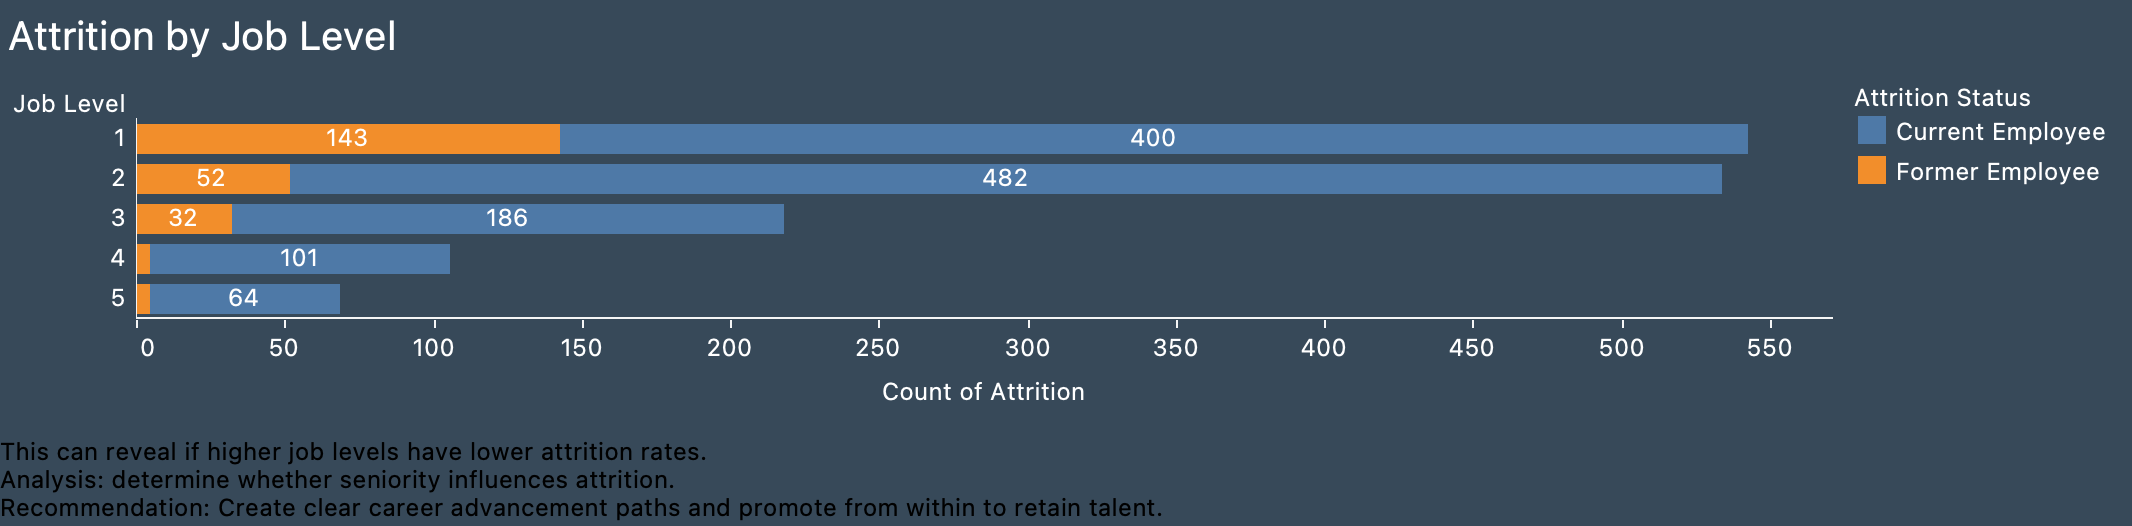 Attrition by Job Level
Job Level
Attrition Status
Current Employee
Former Employee
1 143 400
2 52 482
3 32 186
4 101
5 64
0 50 100 150 200 250 300 350 400 450 500 550
Count of Attrition
This can reveal if higher job levels have lower attrition rates.
Analysis: determine whether seniority influences attrition.
Recommendation: Create clear career advancement paths and promote from within to retain talent.